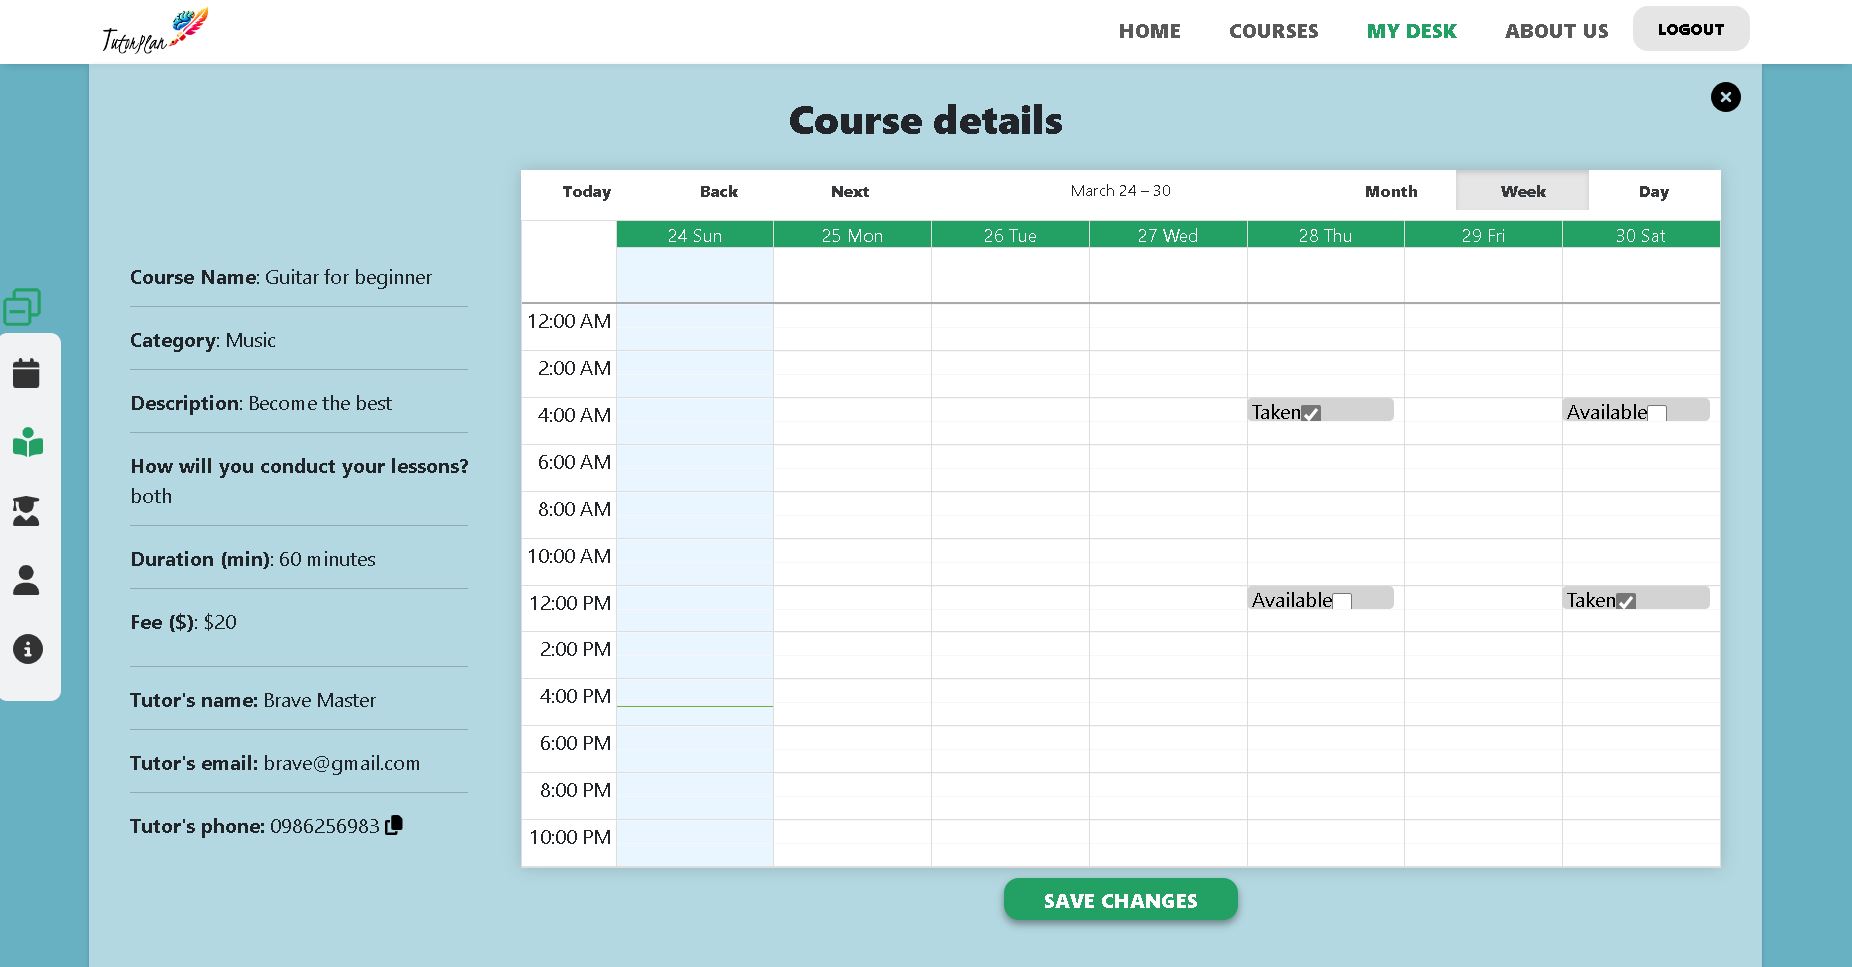 TutorPlan
HOME COURSES MY DESK ABOUT US LOGOUT
Course details
Course Name: Guitar for beginner
Category: Music
Description: Become the best
How will you conduct your lessons?
both
Duration (min): 60 minutes
Fee ($): $20
Tutor's name: Brave Master
Tutor's email: brave@gmail.com
Tutor's phone: 0986256983
Today Back Next March 24 – 30 Month Week Day
24 Sun 25 Mon 26 Tue 27 Wed 28 Thu 29 Fri 30 Sat
12:00 AM
2:00 AM
4:00 AM Taken Available
6:00 AM
8:00 AM
10:00 AM
12:00 PM Available Taken
2:00 PM
4:00 PM
6:00 PM
8:00 PM
10:00 PM
SAVE CHANGES